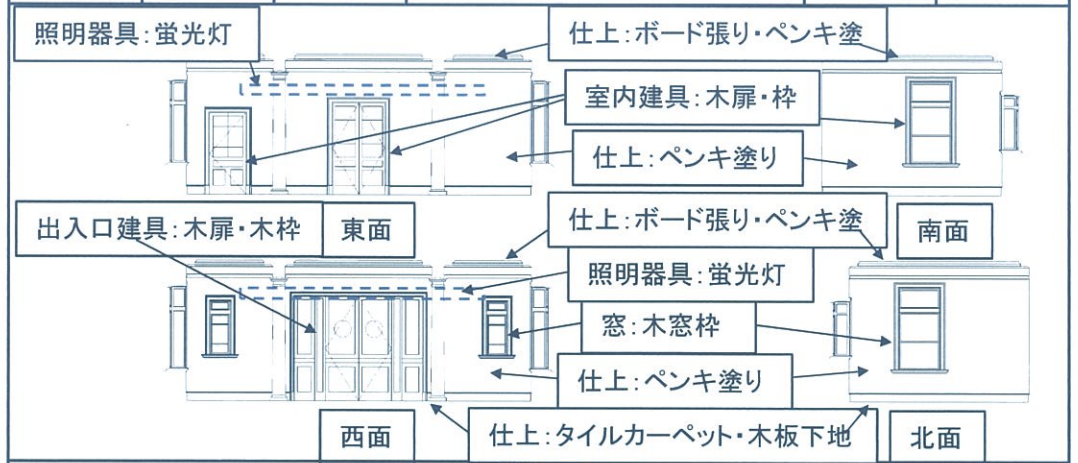 照明器具:蛍光灯
仕上:ボード張り・ペンキ塗
室内建具:木扉・枠
仕上:ペンキ塗り
出入口建具:木扉・木枠
東面
仕上:ボード張り・ペンキ塗
南面
照明器具:蛍光灯
窓:木窓枠
仕上:ペンキ塗り
西面
仕上:タイルカーペット・木板下地
北面